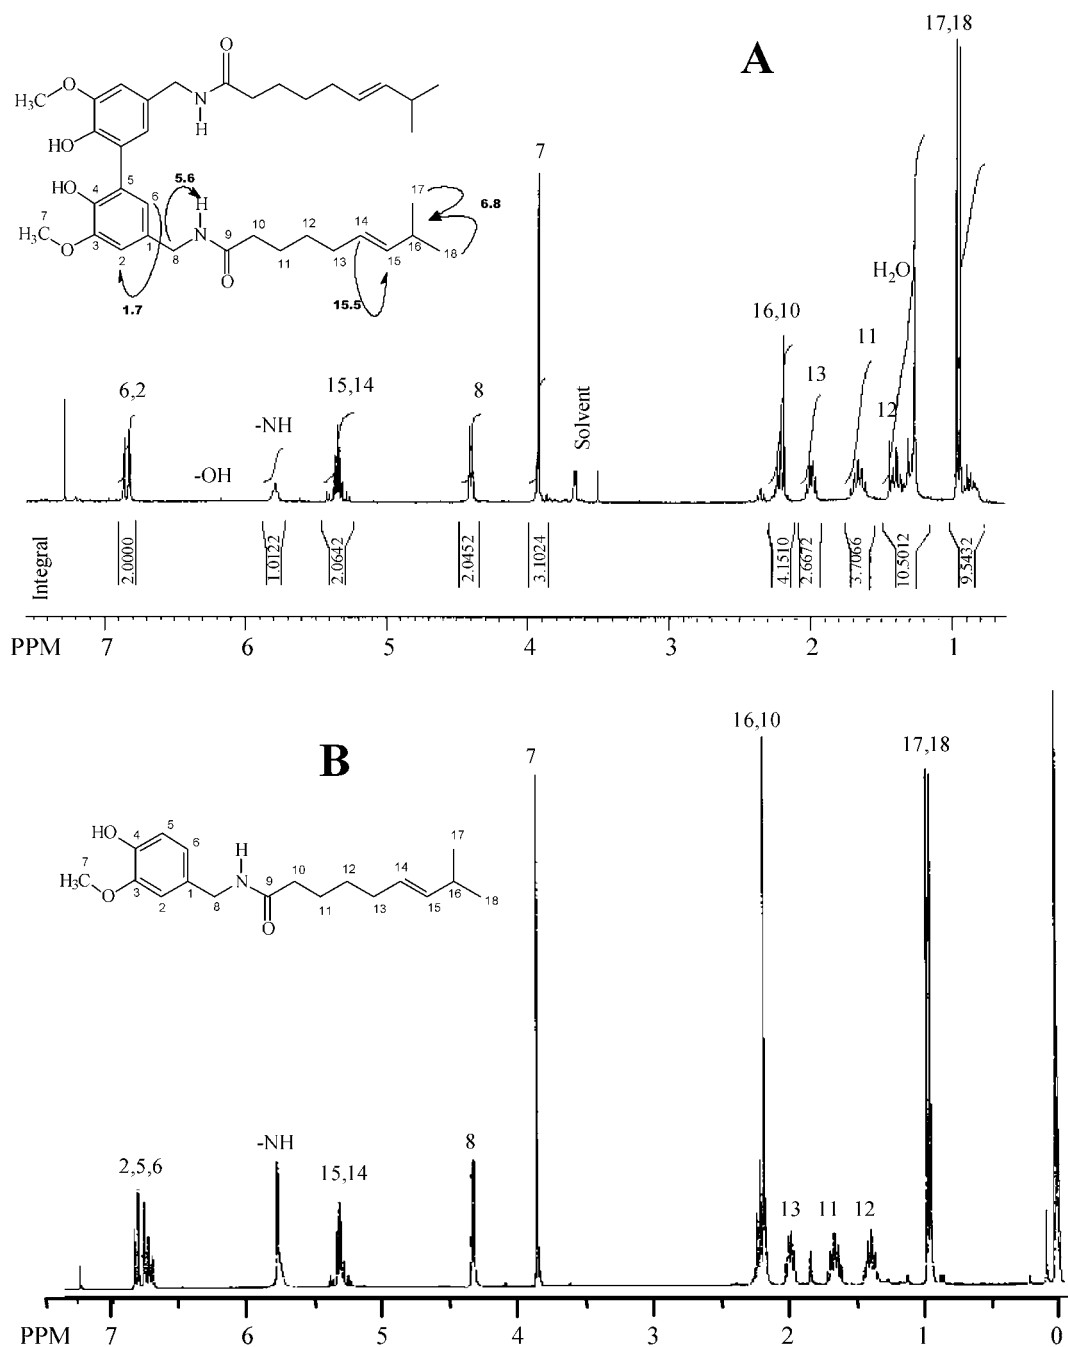 A
17,18
O
O
H₃C
N
H
HO
7
5
5.6
HO
4
6
H
17
6.8
7
H₃C
O
3
2
1
8
N
9
O
10
11
12
13
14
15
16
18
1.7
15.5
H₂O
16,10
11
13
12
6,2
-OH
-NH
15,14
8
Solvent
Integral
2.0000
1.0122
2.0642
2.0452
3.1024
4.1510
2.6672
3.7066
10.5012
9.5432
PPM 7 6 5 4 3 2 1
B
7
16,10
17,18
HO
4
5
6
7
H₃C
O
3
2
1
8
H
N
9
O
10
11
12
13
14
15
16
17
18
2,5,6
-NH
15,14
8
13
11
12
PPM 7 6 5 4 3 2 1 0